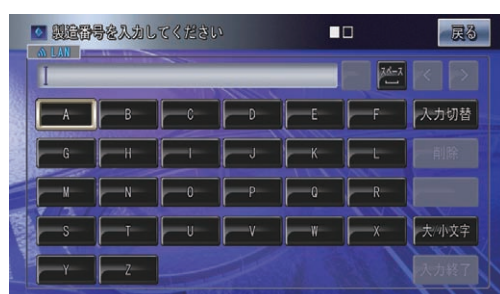 製造番号を入力してください 戻る
LAN
スペース < >
A B C D E F 入力切替
G H I J K L 削除
M N O P Q R
S T U V W X 大/小文字
Y Z 入力終了